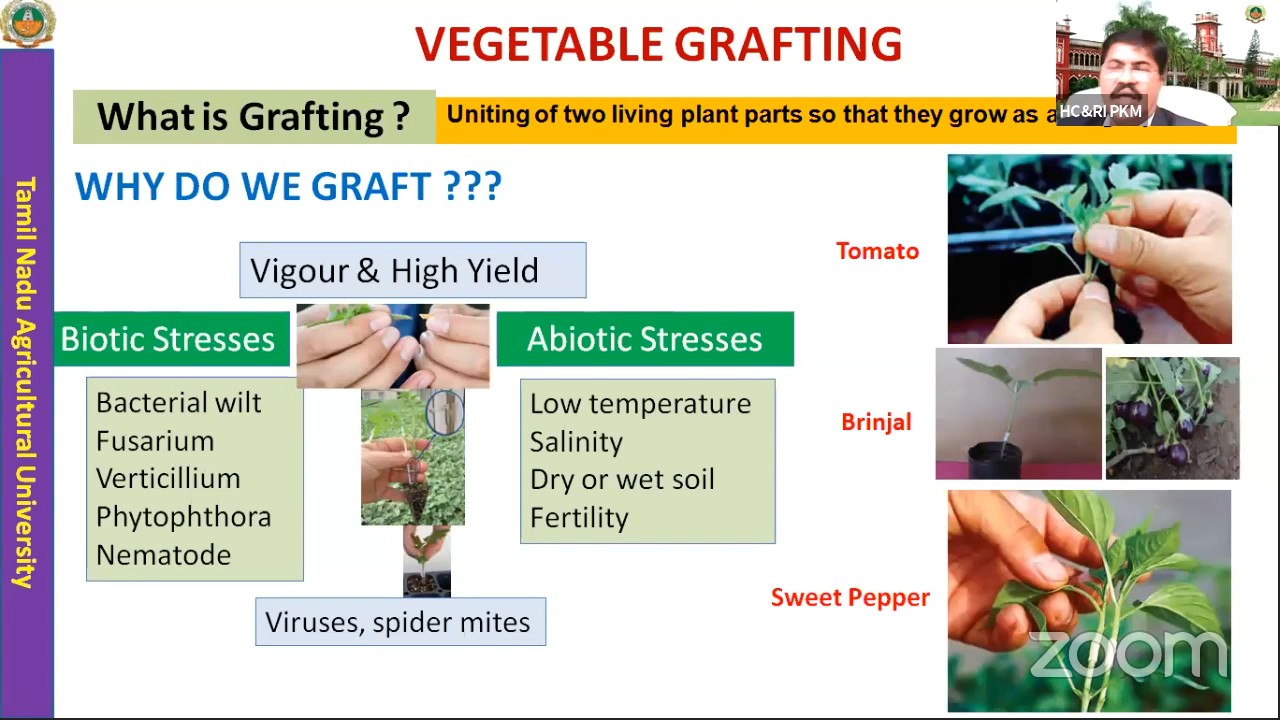 VEGETABLE GRAFTING
What is Grafting ?
Uniting of two living plant parts so that they grow as a
HC&RI PKM
WHY DO WE GRAFT ???
Vigour & High Yield
Biotic Stresses
Abiotic Stresses
Bacterial wilt
Fusarium
Verticillium
Phytophthora
Nematode
Low temperature
Salinity
Dry or wet soil
Fertility
Viruses, spider mites
Tomato
Brinjal
Sweet Pepper
Tamil Nadu Agricultural University
zoom